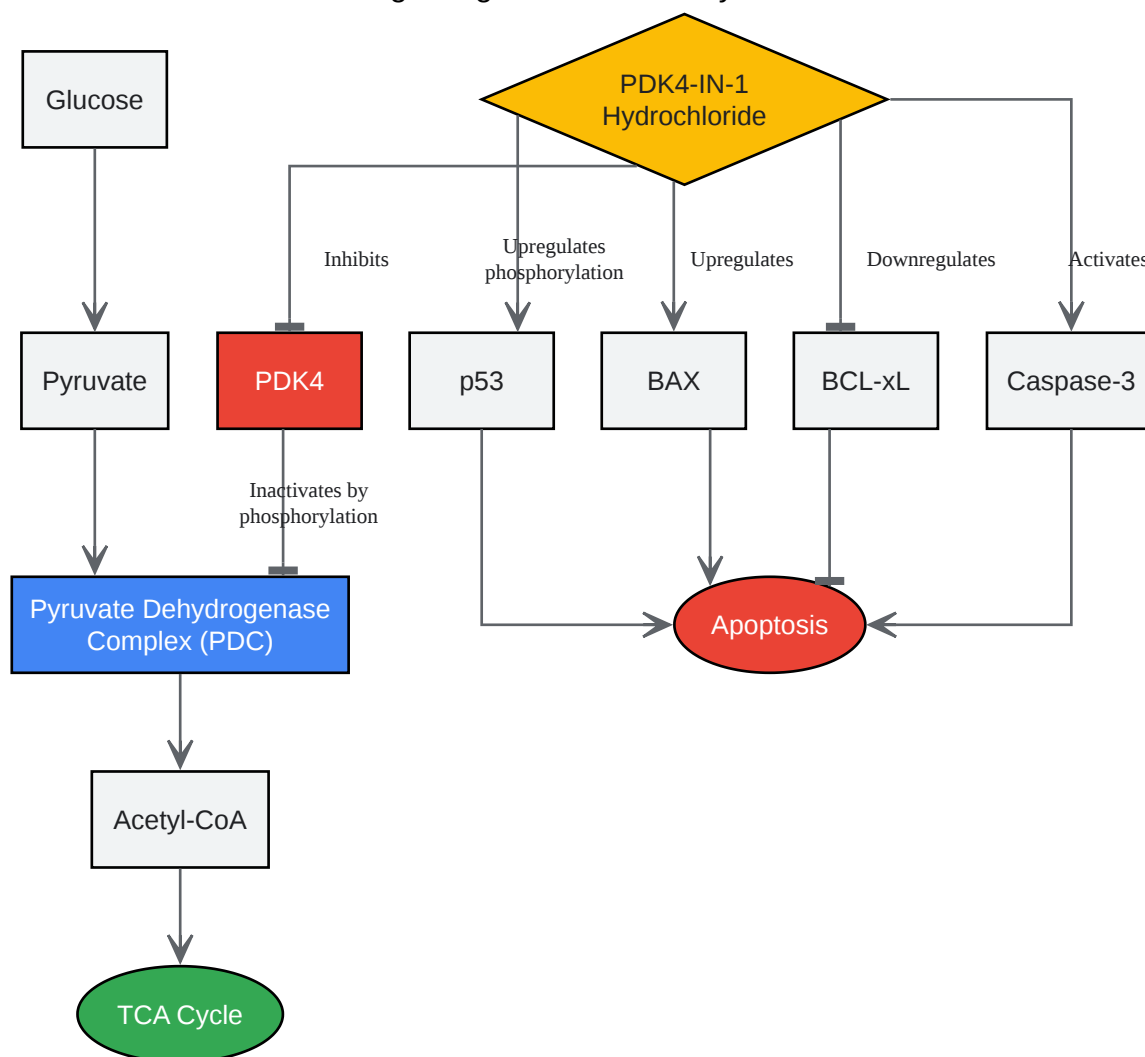 PDK4-IN-1
Hydrochloride
Glucose
Inhibits
Upregulates
phosphorylation
Upregulates
Downregulates
Activates
Pyruvate
PDK4
p53
BAX
BCL-xL
Caspase-3
Inactivates by
phosphorylation
Pyruvate Dehydrogenase
Complex (PDC)
Apoptosis
Acetyl-CoA
TCA Cycle